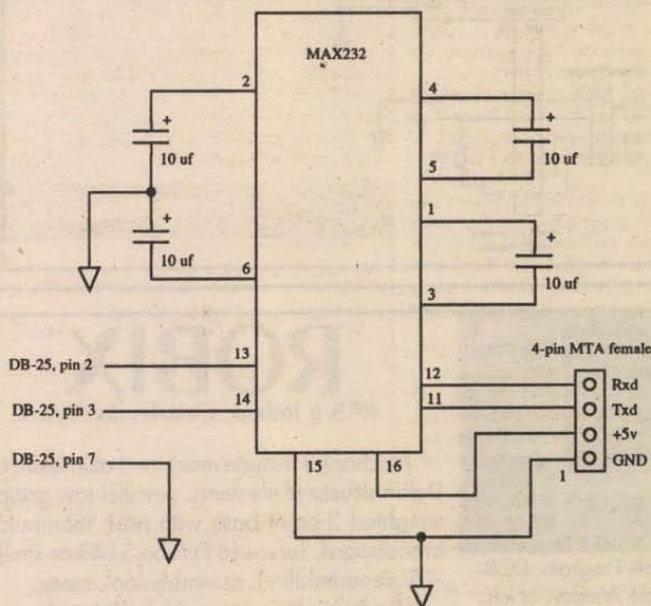 MAX232
2
4
+
10 uf
+
10 uf
5
1
+
10 uf
6
+
10 uf
3
DB-25, pin 2
13
4-pin MTA female
12
Rxd
DB-25, pin 3
14
11
Txd
+5v
DB-25, pin 7
GND
15
16
1